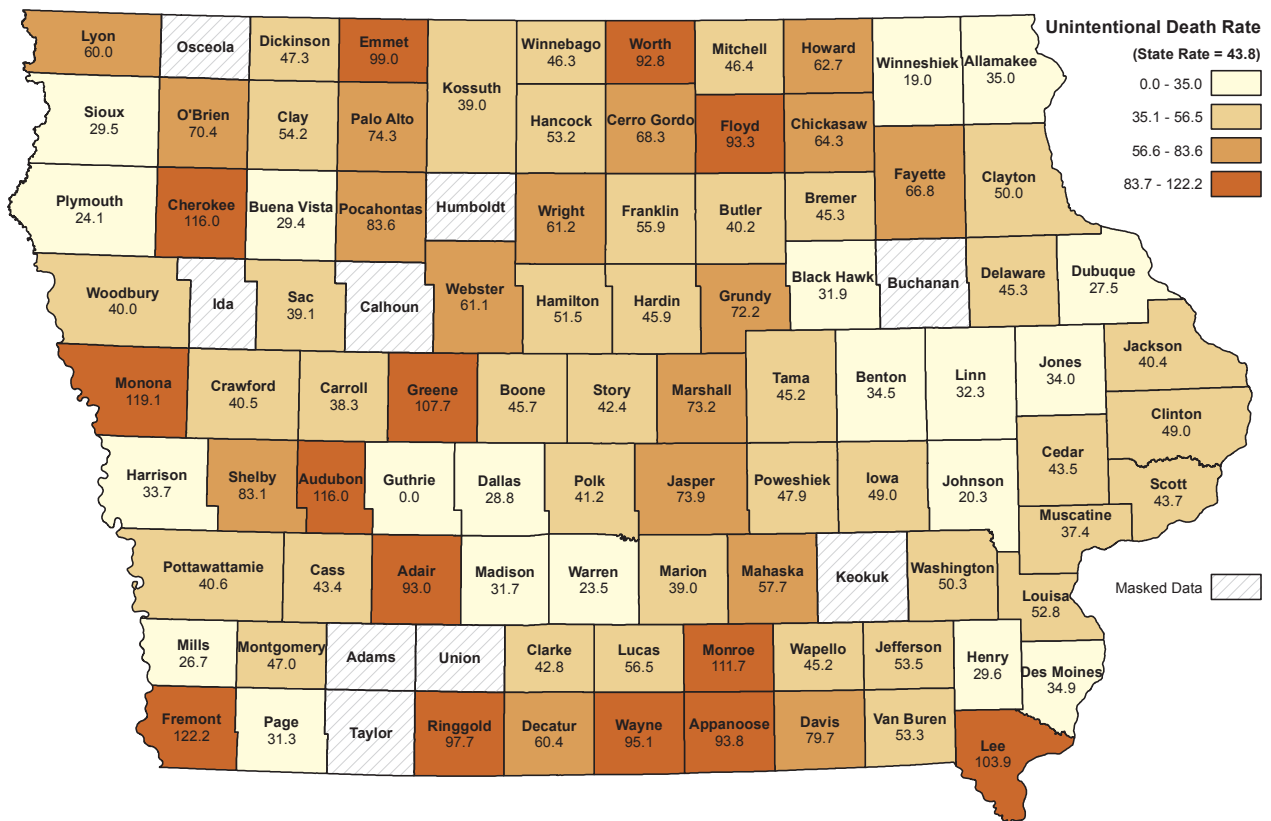 Unintentional Death Rate
(State Rate = 43.8)
0.0 - 35.0
35.1 - 56.5
56.6 - 83.6
83.7 - 122.2
Masked Data
Lyon
60.0
Osceola
Dickinson
47.3
Emmet
99.0
Kossuth
39.0
Winnebago
46.3
Worth
92.8
Mitchell
46.4
Howard
62.7
Winneshiek
19.0
Allamakee
35.0
Sioux
29.5
O'Brien
70.4
Clay
54.2
Palo Alto
74.3
Hancock
53.2
Cerro Gordo
68.3
Floyd
93.3
Chickasaw
64.3
Fayette
66.8
Clayton
50.0
Plymouth
24.1
Cherokee
116.0
Buena Vista
29.4
Pocahontas
83.6
Humboldt
Wright
61.2
Franklin
55.9
Butler
40.2
Bremer
45.3
Woodbury
40.0
Ida
Sac
39.1
Calhoun
Webster
61.1
Hamilton
51.5
Hardin
45.9
Grundy
72.2
Black Hawk
31.9
Buchanan
Delaware
45.3
Dubuque
27.5
Monona
119.1
Crawford
40.5
Carroll
38.3
Greene
107.7
Boone
45.7
Story
42.4
Marshall
73.2
Tama
45.2
Benton
34.5
Linn
32.3
Jones
34.0
Jackson
40.4
Clinton
49.0
Harrison
33.7
Shelby
83.1
Audubon
116.0
Guthrie
0.0
Dallas
28.8
Polk
41.2
Jasper
73.9
Poweshiek
47.9
Iowa
49.0
Johnson
20.3
Cedar
43.5
Scott
43.7
Muscatine
37.4
Pottawattamie
40.6
Cass
43.4
Adair
93.0
Madison
31.7
Warren
23.5
Marion
39.0
Mahaska
57.7
Keokuk
Washington
50.3
Louisa
52.8
Mills
26.7
Montgomery
47.0
Adams
Union
Clarke
42.8
Lucas
56.5
Monroe
111.7
Wapello
45.2
Jefferson
53.5
Henry
29.6
Des Moines
34.9
Fremont
122.2
Page
31.3
Taylor
Ringgold
97.7
Decatur
60.4
Wayne
95.1
Appanoose
93.8
Davis
79.7
Van Buren
53.3
Lee
103.9